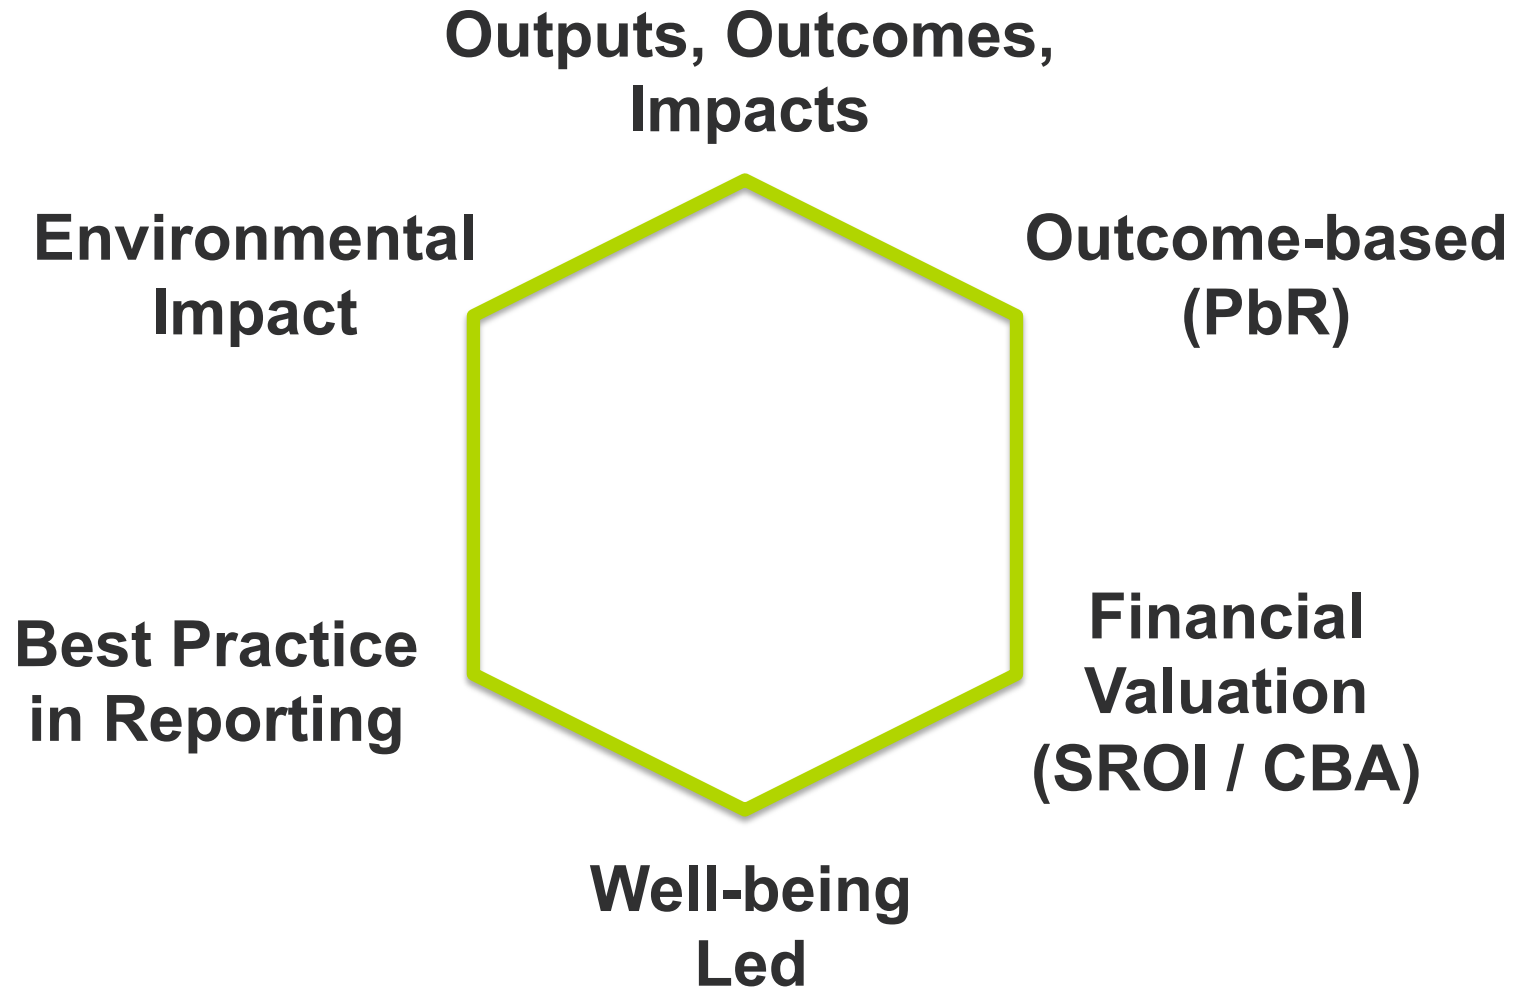 Outputs, Outcomes,
Impacts
Environmental
Impact
Outcome-based
(PbR)
Best Practice
in Reporting
Financial
Valuation
(SROI / CBA)
Well-being
Led